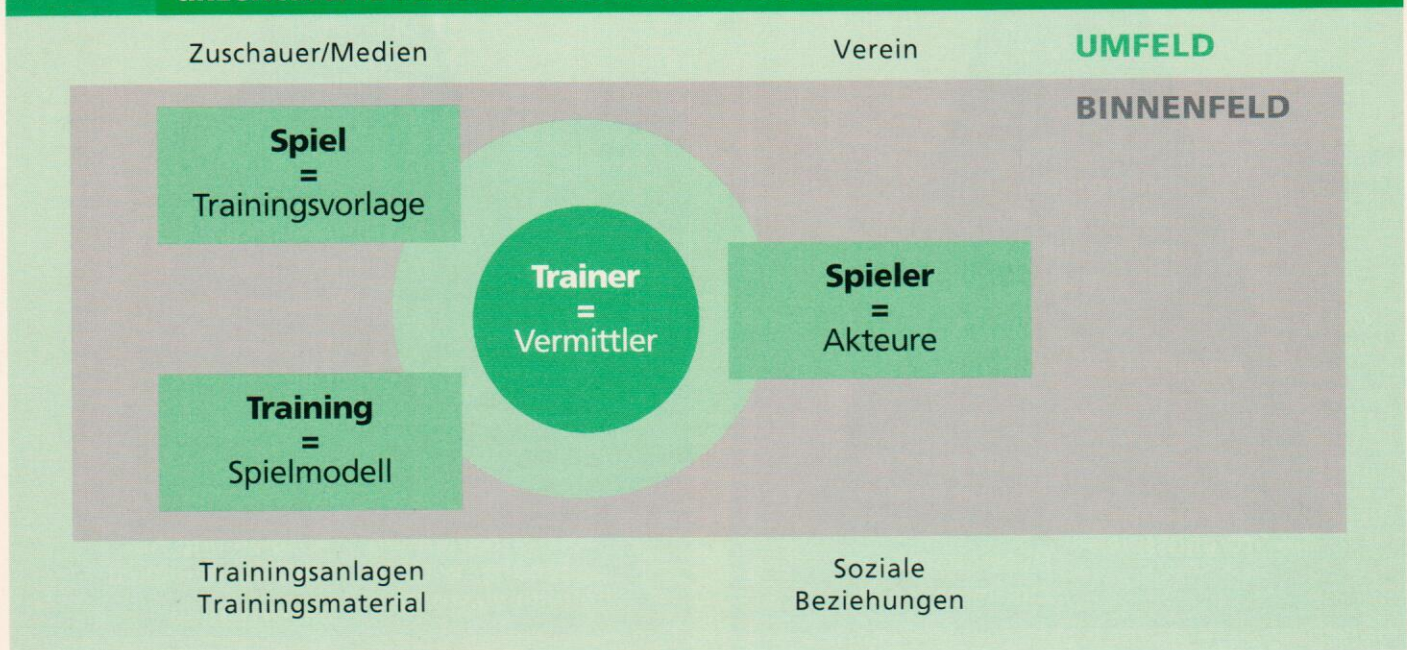 Zuschauer/Medien
Verein
UMFELD
BINNENFELD
Spiel
=
Trainingsvorlage
Trainer
=
Vermittler
Spieler
=
Akteure
Training
=
Spielmodell
Trainingsanlagen
Trainingsmaterial
Soziale
Beziehungen